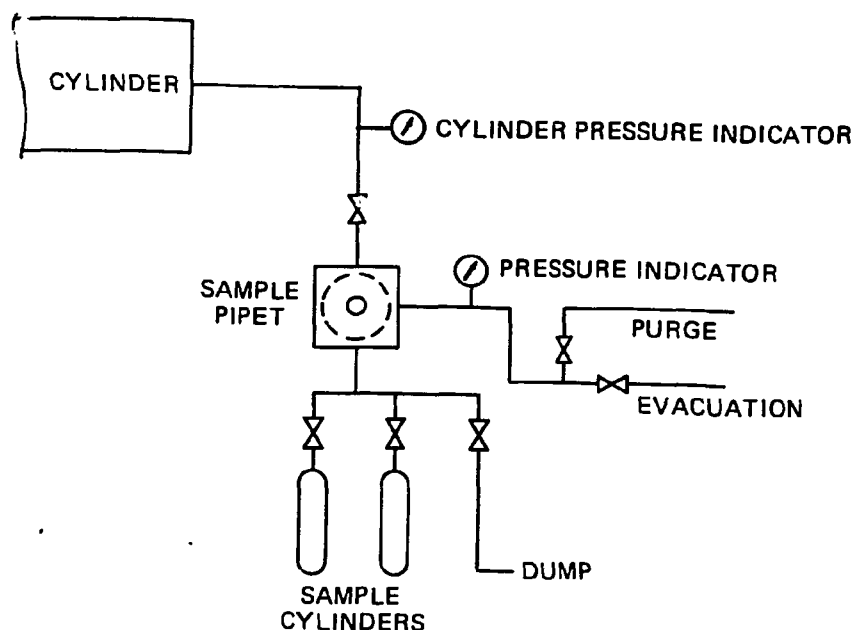 CYLINDER
CYLINDER PRESSURE INDICATOR
SAMPLE
PIPET
PRESSURE INDICATOR
PURGE
EVACUATION
DUMP
SAMPLE
CYLINDERS